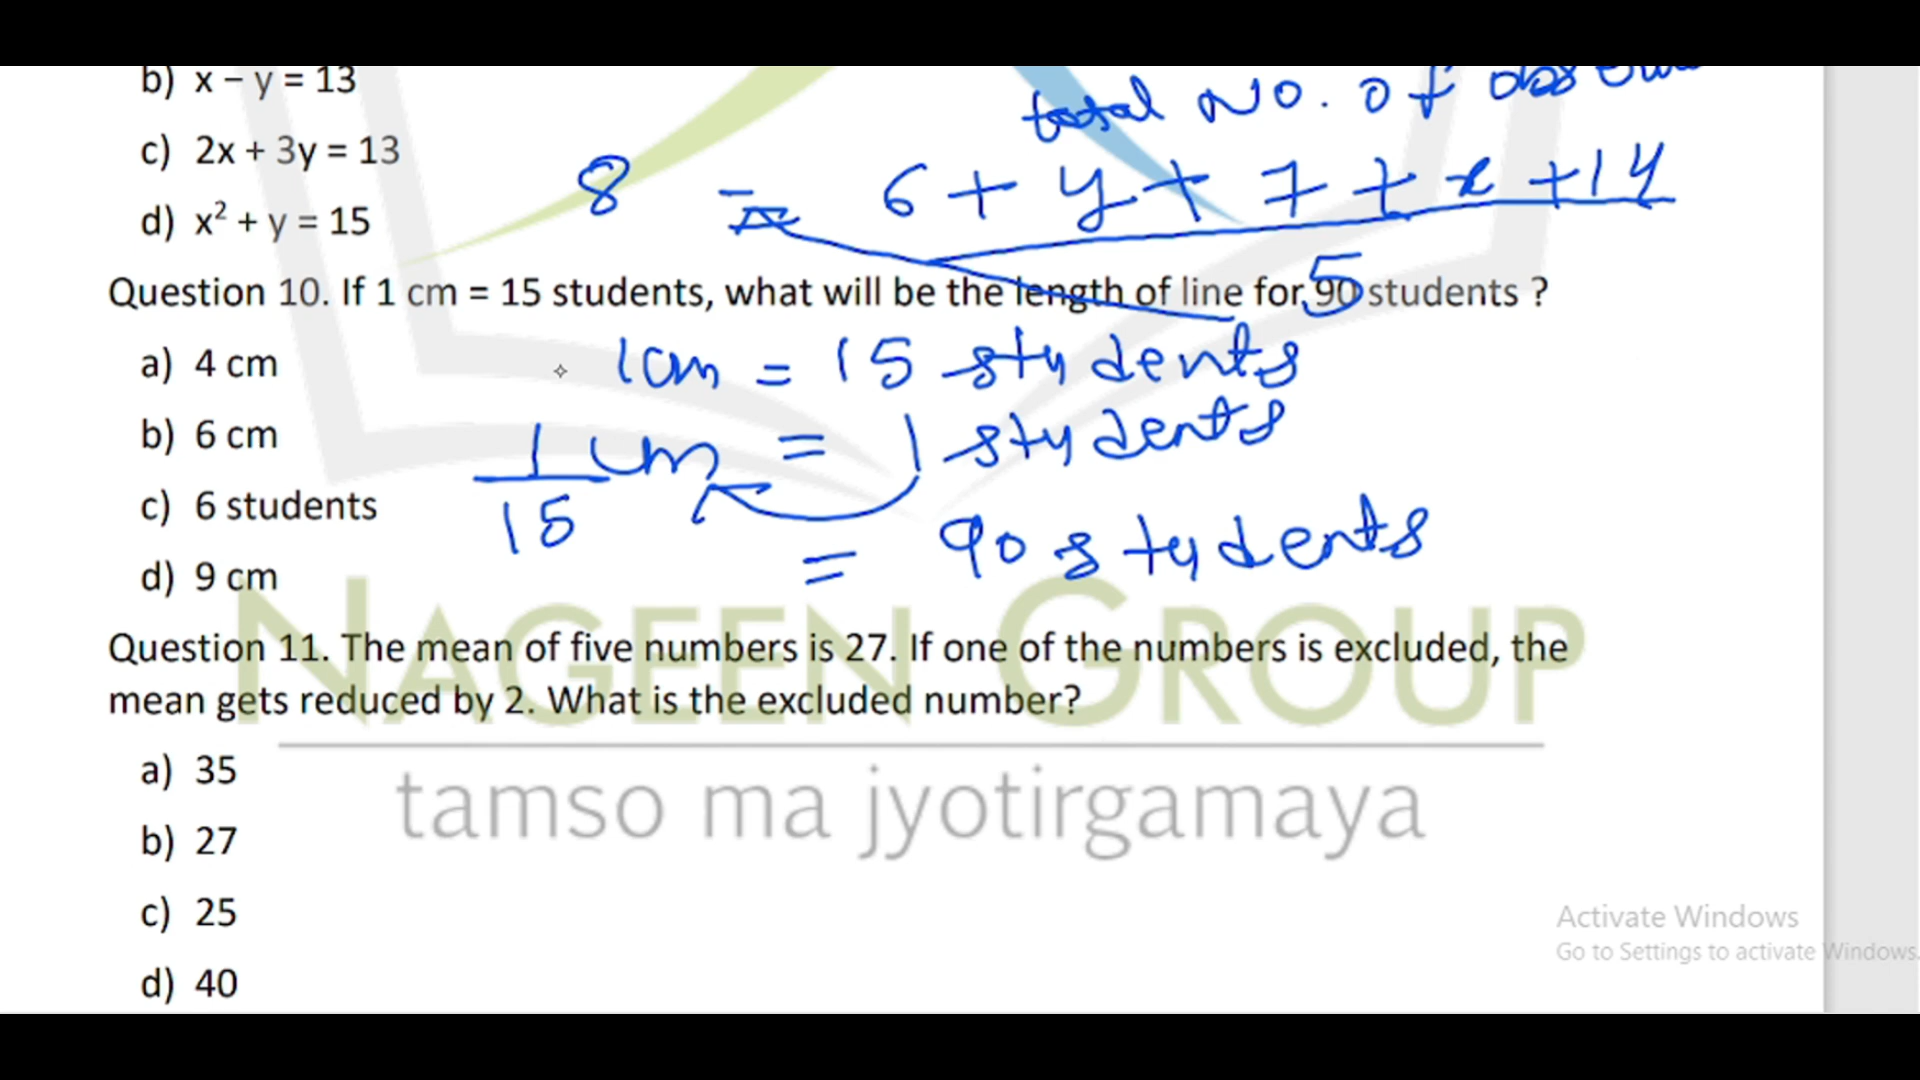 b) x – y = 13
total No. of
c) 2x + 3y = 13
8 = 6 + y + 7 + x + 14
5
d) x² + y = 15
Question 10. If 1 cm = 15 students, what will be the length of line for 90 students ?
a) 4 cm
1cm = 15 students
b) 6 cm
1/15 cm = 1 students
c) 6 students
= 90 students
d) 9 cm
NAGEEN GROUP
Question 11. The mean of five numbers is 27. If one of the numbers is excluded, the
mean gets reduced by 2. What is the excluded number?
a) 35
tamso ma jyotirgamaya
b) 27
c) 25
Activate Windows
Go to Settings to activate Windows.
d) 40